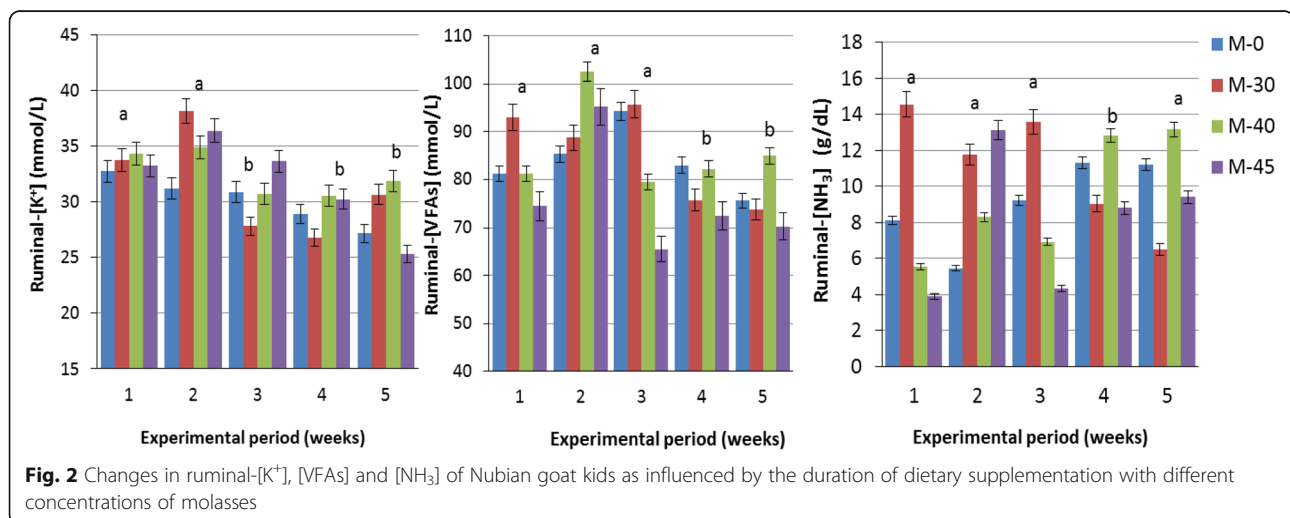 Ruminal-[K⁺] (mmol/L)
45
40
35
30
25
20
15
a
a
b
b
b
1 2 3 4 5
Experimental period (weeks)
Ruminal-[VFAs] (mmol/L)
110
100
90
80
70
60
50
40
a
a
a
b
b
1 2 3 4 5
Experimental period (weeks)
Ruminal-[NH₃] (g/dL)
18
16
14
12
10
8
6
4
2
0
a
a
a
b
a
1 2 3 4 5
Experimental period (weeks)
M-0
M-30
M-40
M-45
Fig. 2 Changes in ruminal-[K⁺], [VFAs] and [NH₃] of Nubian goat kids as influenced by the duration of dietary supplementation with different
concentrations of molasses